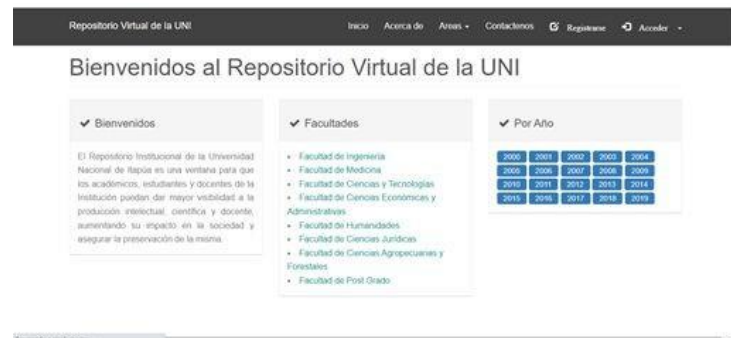 Repositorio Virtual de la UNI Inicio Acerca de Areas Contactenos Registrarse Acceder
Bienvenidos al Repositorio Virtual de la UNI
Bienvenidos
El Repositorio Institucional de la Universidad
Nacional de Itapúa es una ventana para que
los académicos, estudiantes y docentes de la
Institución puedan dar mayor visibilidad a la
producción intelectual, científica y docente,
aumentando su impacto en la sociedad y
asegurar la preservación de la misma.
Facultades
Facultad de Ingeniería
Facultad de Medicina
Facultad de Ciencias y Tecnologías
Facultad de Ciencias Económicas y
Administrativas
Facultad de Humanidades
Facultad de Ciencias Jurídicas
Facultad de Ciencias Agropecuarias y
Forestales
Facultad de Post Grado
Por Año
2000 2001 2002 2003 2004
2005 2006 2007 2008 2009
2010 2011 2012 2013 2014
2015 2016 2017 2018 2019